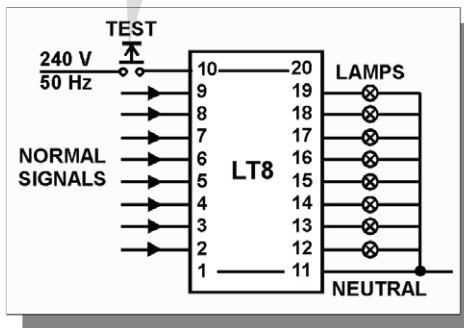 TEST
240 V
50 Hz
10 20
LAMPS
9 19
8 18
7 17
NORMAL
SIGNALS
6 16
LT8
5 15
4 14
3 13
2 12
1 11
NEUTRAL